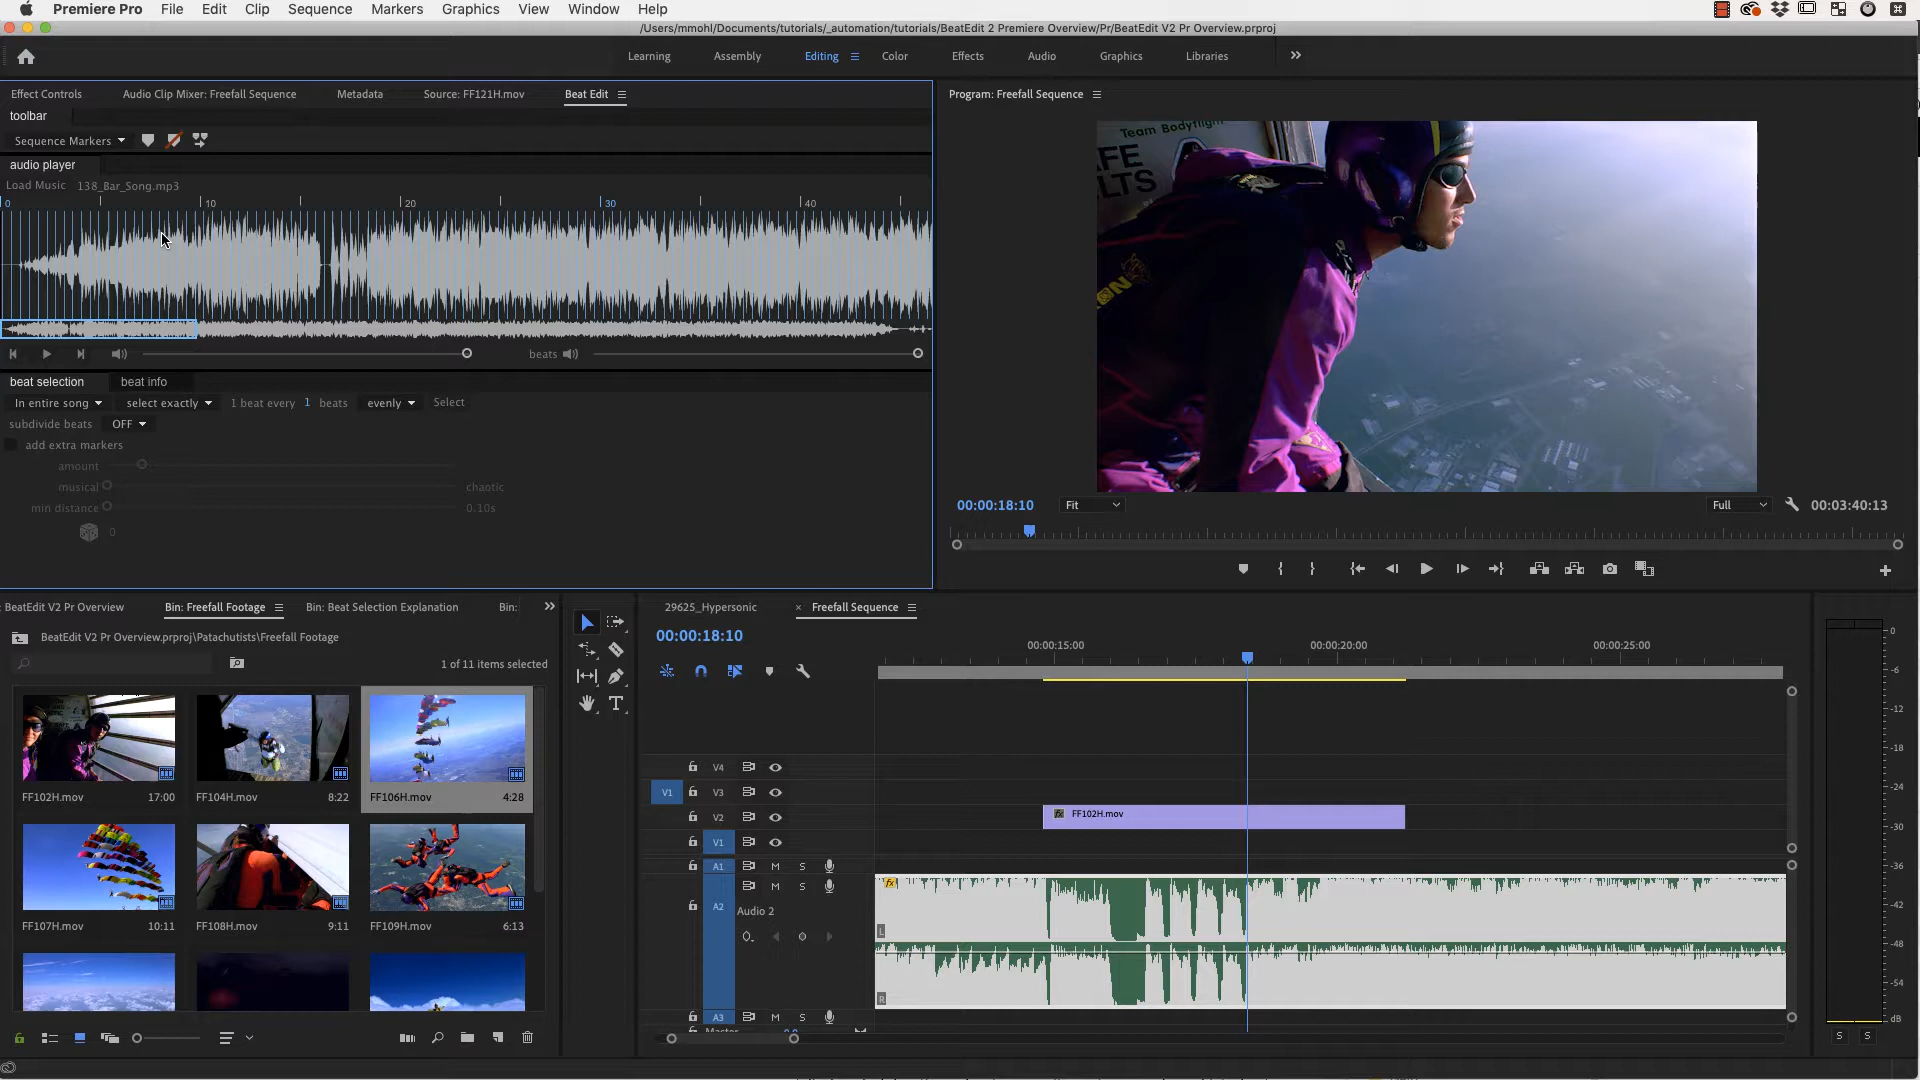 Premiere Pro File Edit Clip Sequence Markers Graphics View Window Help
/Users/mmohl/Documents/tutorials/_automation/tutorials/BeatEdit 2 Premiere Overview/Pr/BeatEdit V2 Pr Overview.prproj
Learning Assembly Editing Color Effects Audio Graphics Libraries
Effect Controls Audio Clip Mixer: Freefall Sequence Metadata Source: FF121H.mov Beat Edit
toolbar
Sequence Markers
audio player
Load Music 138_Bar_Song.mp3
0 10 20 30 40
beats
beat selection beat info
In entire song select exactly 1 beat every 1 beats evenly Select
subdivide beats OFF
add extra markers
amount
musical chaotic
min distance 0.10s
0
Program: Freefall Sequence
Team Bodyflight
AFE
ELTS
00:00:18:10 Fit Full 00:03:40:13
BeatEdit V2 Pr Overview Bin: Freefall Footage Bin: Beat Selection Explanation Bin:
BeatEdit V2 Pr Overview.prproj\Patachutists\Freefall Footage
1 of 11 items selected
FF102H.mov 17:00 FF104H.mov 8:22 FF106H.mov 4:28
FF107H.mov 10:11 FF108H.mov 9:11 FF109H.mov 6:13
29625_Hypersonic × Freefall Sequence
00:00:18:10
00:00:15:00 00:00:20:00 00:00:25:00
V4
V1 V3
V2 FF102H.mov
V1
A1 M S
M S
A2 Audio 2
fx
L
R
A3 M S
Master 0.0
0
-6
-12
-18
-24
-30
-36
-42
-48
-54
dB
S S